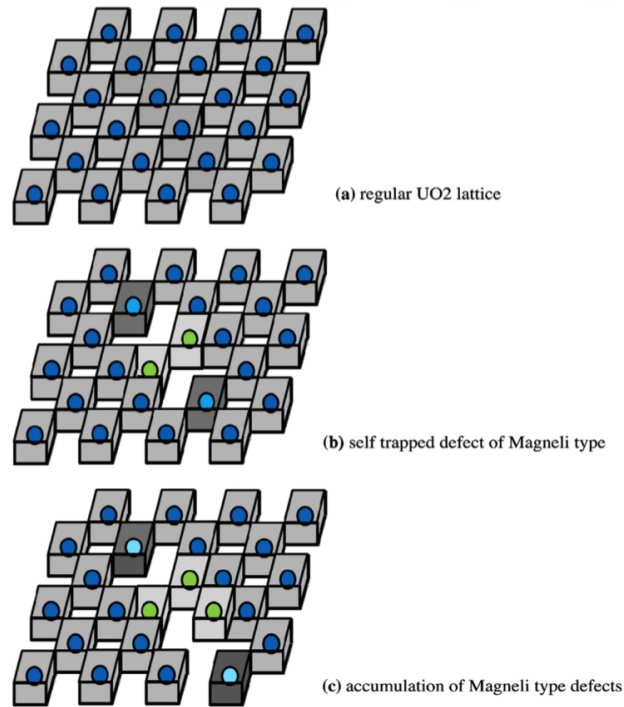 (a) regular UO2 lattice
(b) self trapped defect of Magneli type
(c) accumulation of Magneli type defects